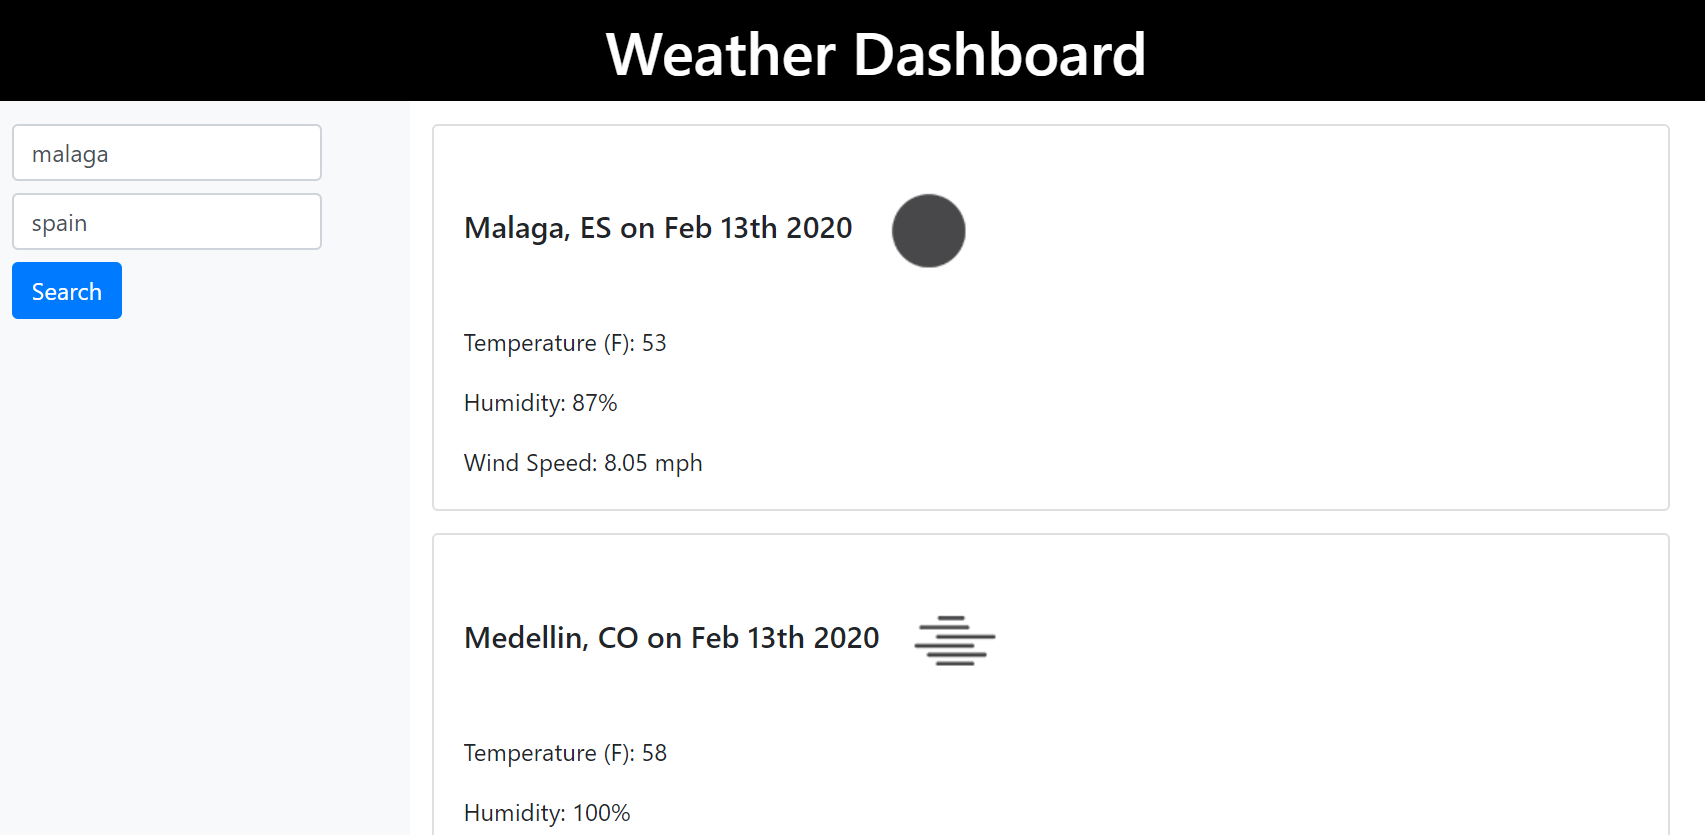 Weather Dashboard
malaga
spain
Search
Malaga, ES on Feb 13th 2020
Temperature (F): 53
Humidity: 87%
Wind Speed: 8.05 mph
Medellin, CO on Feb 13th 2020
Temperature (F): 58
Humidity: 100%